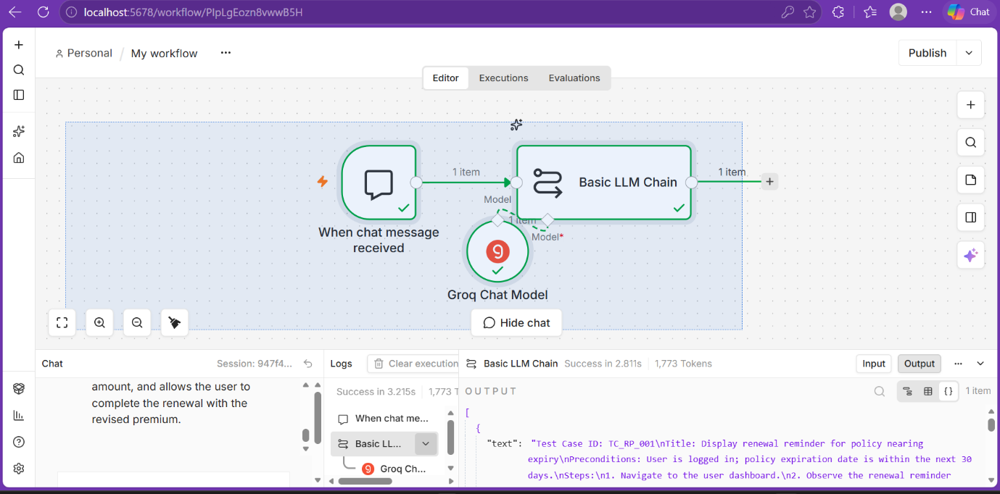 localhost:5678/workflow/PIpLgEozn8vwwB5H
Chat
Personal / My workflow
Publish
Editor
Executions
Evaluations
1 item
1 item
Basic LLM Chain
Model
1 item
Model*
When chat message
received
Groq Chat Model
Hide chat
Chat
Session: 947f4...
amount, and allows the user to
complete the renewal with the
revised premium.
Logs
Clear execution
Success in 3.215s
1,773 T
When chat me...
Basic LL...
Groq Ch...
Basic LLM Chain
Success in 2.811s
1,773 Tokens
Input
Output
OUTPUT
1 item
[
{
"text": "Test Case ID: TC_RP_001\nTitle: Display renewal reminder for policy nearing
expiry\nPreconditions: User is logged in; policy expiration date is within the next 30
days.\nSteps:\n1. Navigate to the user dashboard.\n2. Observe the renewal reminder